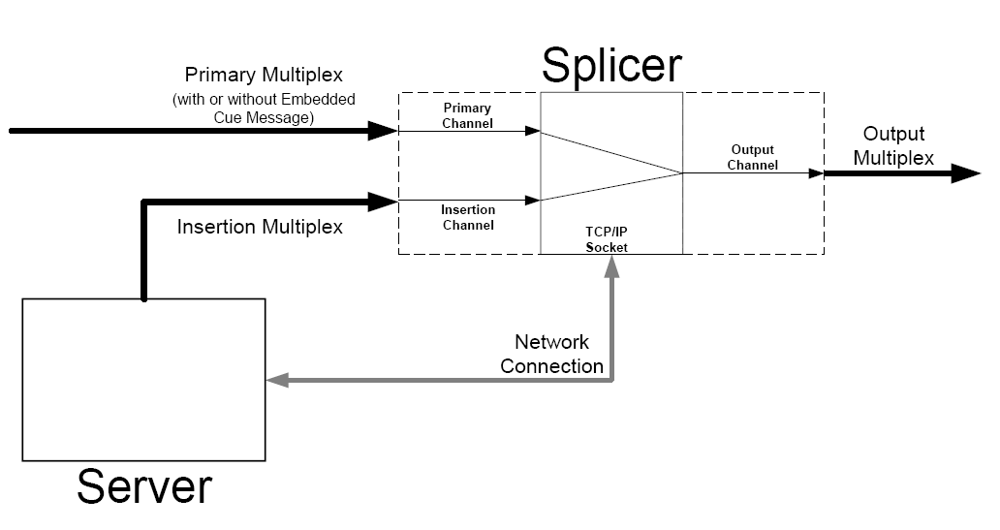 Splicer
Primary Multiplex
(with or without Embedded
Cue Message)
Primary
Channel
Output
Channel
Output
Multiplex
Insertion Multiplex
Insertion
Channel
TCP/IP
Socket
Network
Connection
Server